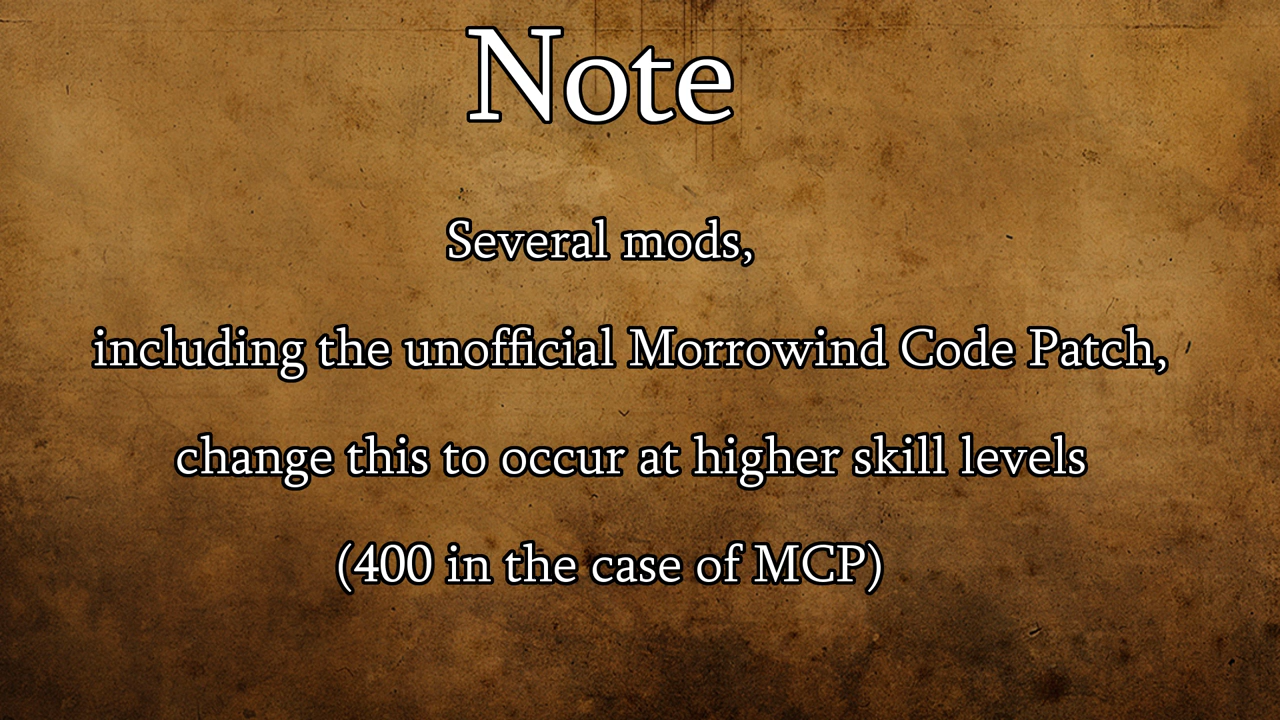 Note
Several mods,
including the unofficial Morrowind Code Patch,
change this to occur at higher skill levels
(400 in the case of MCP)